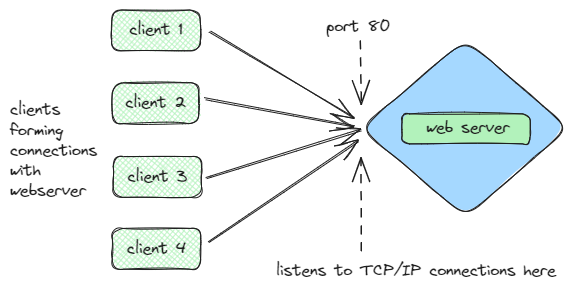 client 1
port 80
client 2
clients
forming
connections
with
webserver
web server
client 3
client 4
listens to TCP/IP connections here